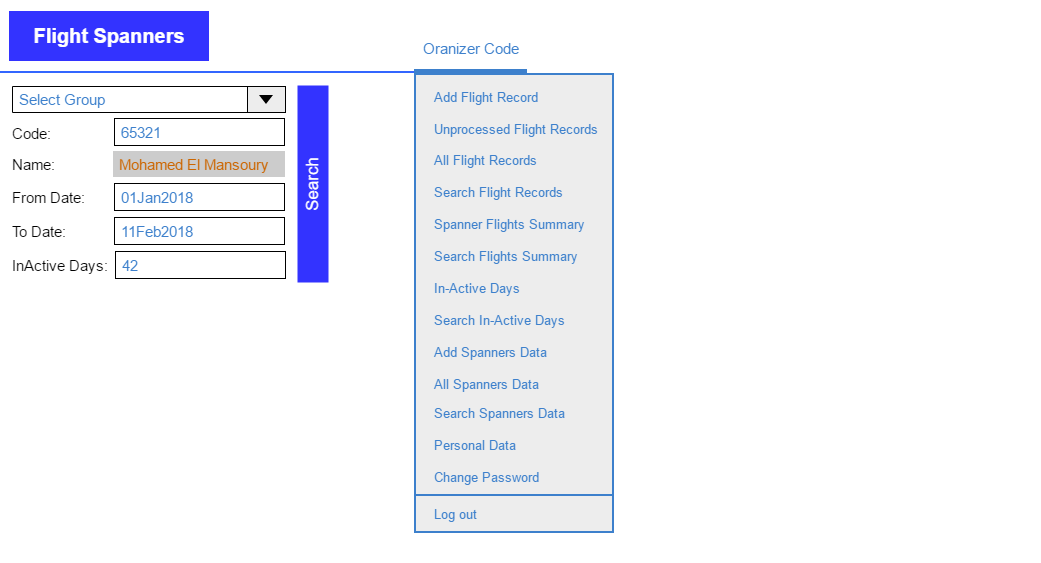 Flight Spanners
Oranizer Code
Select Group
Code: 65321
Name: Mohamed El Mansoury
From Date: 01Jan2018
To Date: 11Feb2018
InActive Days: 42
Search
Add Flight Record
Unprocessed Flight Records
All Flight Records
Search Flight Records
Spanner Flights Summary
Search Flights Summary
In-Active Days
Search In-Active Days
Add Spanners Data
All Spanners Data
Search Spanners Data
Personal Data
Change Password
Log out